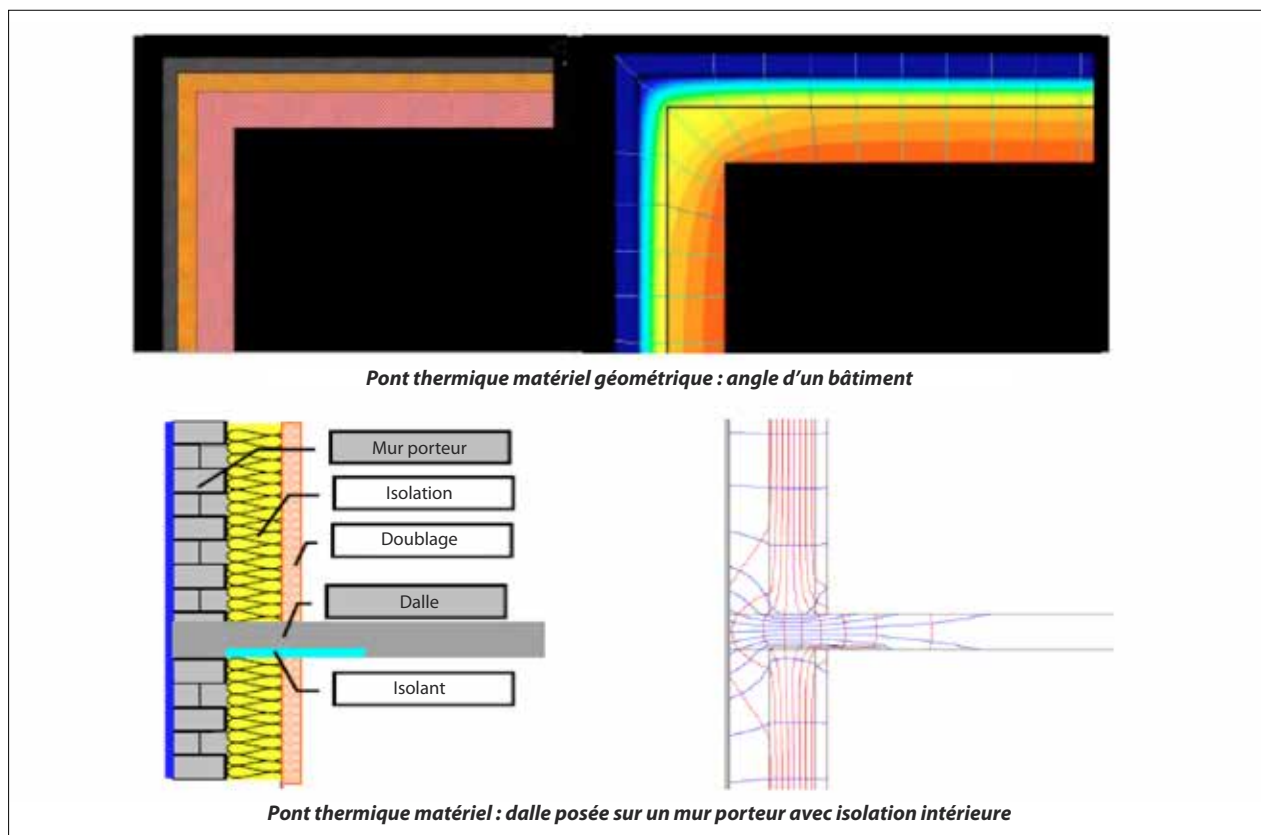 Pont thermique matériel géométrique : angle d’un bâtiment
Mur porteur
Isolation
Doublage
Dalle
Isolant
Pont thermique matériel : dalle posée sur un mur porteur avec isolation intérieure